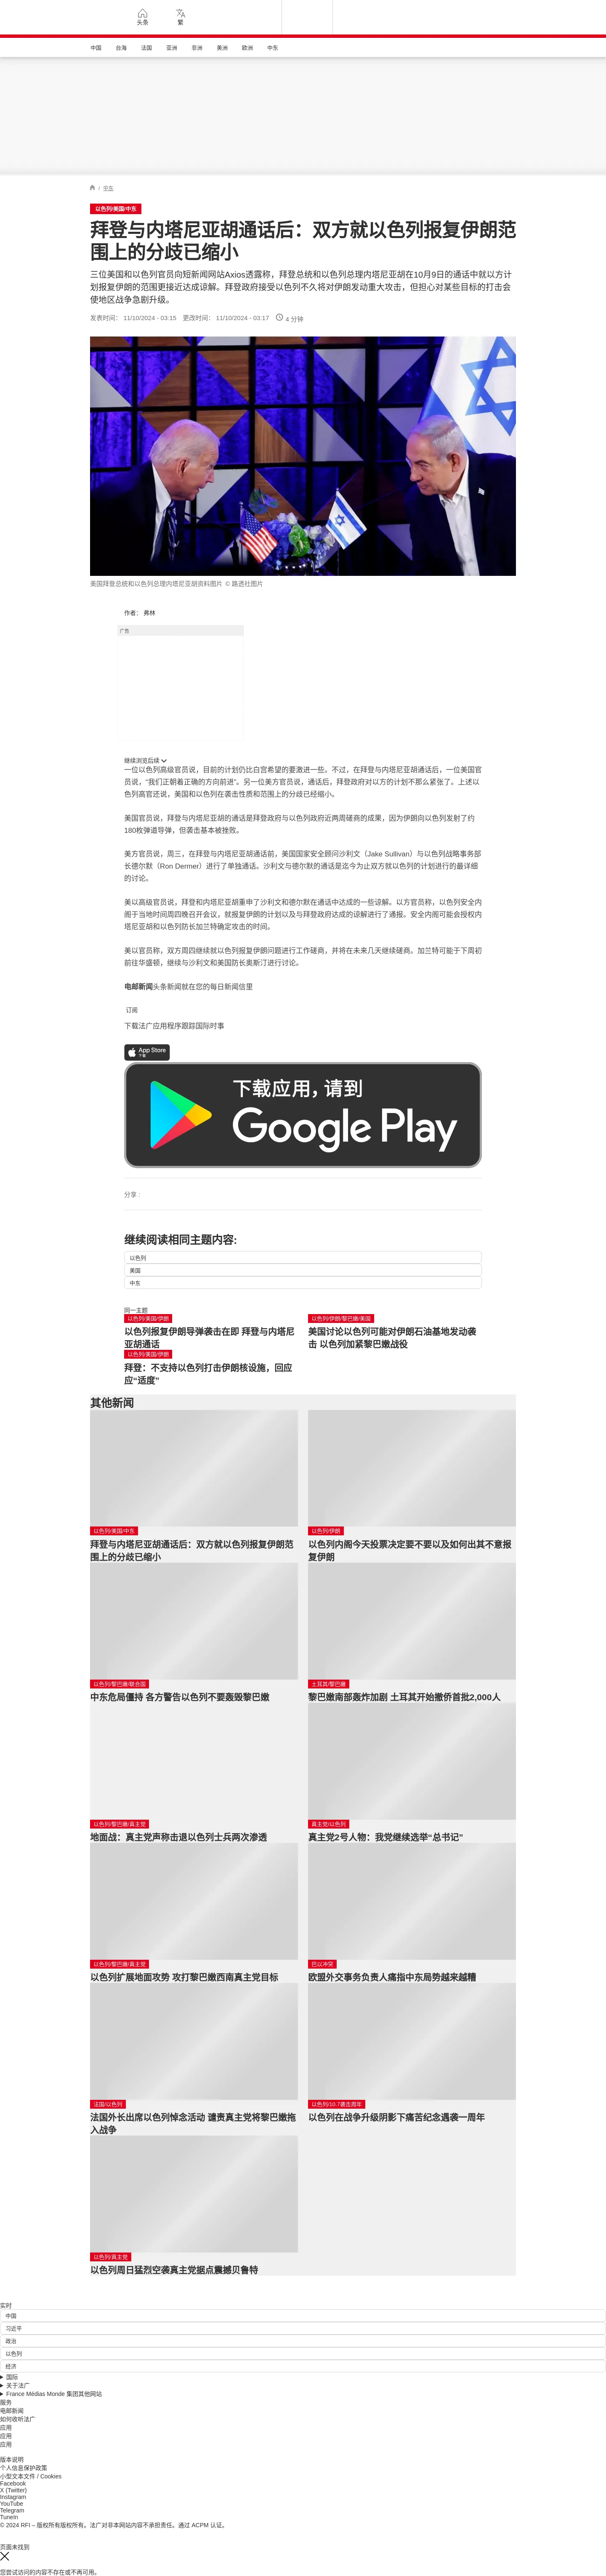 头条
繁
中国
台海
法国
亚洲
非洲
美洲
欧洲
中东
/ 中东
以色列/美国/中东
拜登与内塔尼亚胡通话后：双方就以色列报复伊朗范
围上的分歧已缩小
三位美国和以色列官员向短新闻网站Axios透露称，拜登总统和以色列总理内塔尼亚胡在10月9日的通话中就以方计
划报复伊朗的范围更接近达成谅解。拜登政府接受以色列不久将对伊朗发动重大攻击，但担心对某些目标的打击会
使地区战争急剧升级。
发表时间： 11/10/2024 - 03:15 更改时间： 11/10/2024 - 03:17 4 分钟
美国拜登总统和以色列总理内塔尼亚胡资料图片 © 路透社图片
作者： 弗林
广告
继续浏览后续
一位以色列高级官员说，目前的计划仍比白宫希望的要激进一些。不过，在拜登与内塔尼亚胡通话后，一位美国官
员说，“我们正朝着正确的方向前进”。另一位美方官员说，通话后，拜登政府对以方的计划不那么紧张了。上述以
色列高官还说，美国和以色列在袭击性质和范围上的分歧已经缩小。
美国官员说，拜登与内塔尼亚胡的通话是拜登政府与以色列政府近两周磋商的成果，因为伊朗向以色列发射了约
180枚弹道导弹，但袭击基本被挫败。
美方官员说，周三，在拜登与内塔尼亚胡通话前，美国国家安全顾问沙利文（Jake Sullivan）与以色列战略事务部
长德尔默（Ron Dermer）进行了单独通话。沙利文与德尔默的通话是迄今为止双方就以色列的计划进行的最详细
的讨论。
美以高级官员说，拜登和内塔尼亚胡重申了沙利文和德尔默在通话中达成的一些谅解。以方官员称，以色列安全内
阁于当地时间周四晚召开会议，就报复伊朗的计划以及与拜登政府达成的谅解进行了通报。安全内阁可能会授权内
塔尼亚胡和以色列防长加兰特确定攻击的时间。
美以官员称，双方周四继续就以色列报复伊朗问题进行工作磋商，并将在未来几天继续磋商。加兰特可能于下周初
前往华盛顿，继续与沙利文和美国防长奥斯汀进行讨论。
电邮新闻头条新闻就在您的每日新闻信里
订阅
下载法广应用程序跟踪国际时事
App Store
下载
下载应用，请到
Google Play
分享 :
继续阅读相同主题内容:
以色列
美国
中东
同一主题
以色列/美国/伊朗
以色列报复伊朗导弹袭击在即 拜登与内塔尼
亚胡通话
以色列/伊朗/黎巴嫩/美国
美国讨论以色列可能对伊朗石油基地发动袭
击 以色列加紧黎巴嫩战役
以色列/美国/伊朗
拜登：不支持以色列打击伊朗核设施，回应
应“适度”
其他新闻
以色列/美国/中东
拜登与内塔尼亚胡通话后：双方就以色列报复伊朗范
围上的分歧已缩小
以色列/伊朗
以色列内阁今天投票决定要不要以及如何出其不意报
复伊朗
以色列/黎巴嫩/联合国
中东危局僵持 各方警告以色列不要轰毁黎巴嫩
土耳其/黎巴嫩
黎巴嫩南部轰炸加剧 土耳其开始撤侨首批2,000人
以色列/黎巴嫩/真主党
地面战：真主党声称击退以色列士兵两次渗透
真主党/以色列
真主党2号人物：我党继续选举“总书记”
以色列/黎巴嫩/真主党
以色列扩展地面攻势 攻打黎巴嫩西南真主党目标
巴以冲突
欧盟外交事务负责人痛指中东局势越来越糟
法国/以色列
法国外长出席以色列悼念活动 谴责真主党将黎巴嫩拖
入战争
以色列/10.7袭击周年
以色列在战争升级阴影下痛苦纪念遇袭一周年
以色列/真主党
以色列周日猛烈空袭真主党据点震撼贝鲁特
实时
中国
习近平
政治
以色列
经济
国际
关于法广
France Médias Monde 集团其他网站
服务
电邮新闻
如何收听法广
应用
应用
应用
版本说明
个人信息保护政策
小型文本文件 / Cookies
Facebook
X (Twitter)
Instagram
YouTube
Telegram
TuneIn
© 2024 RFI – 版权所有版权所有。法广对非本网站内容不承担责任。通过 ACPM 认证。
页面未找到
您尝试访问的内容不存在或不再可用。